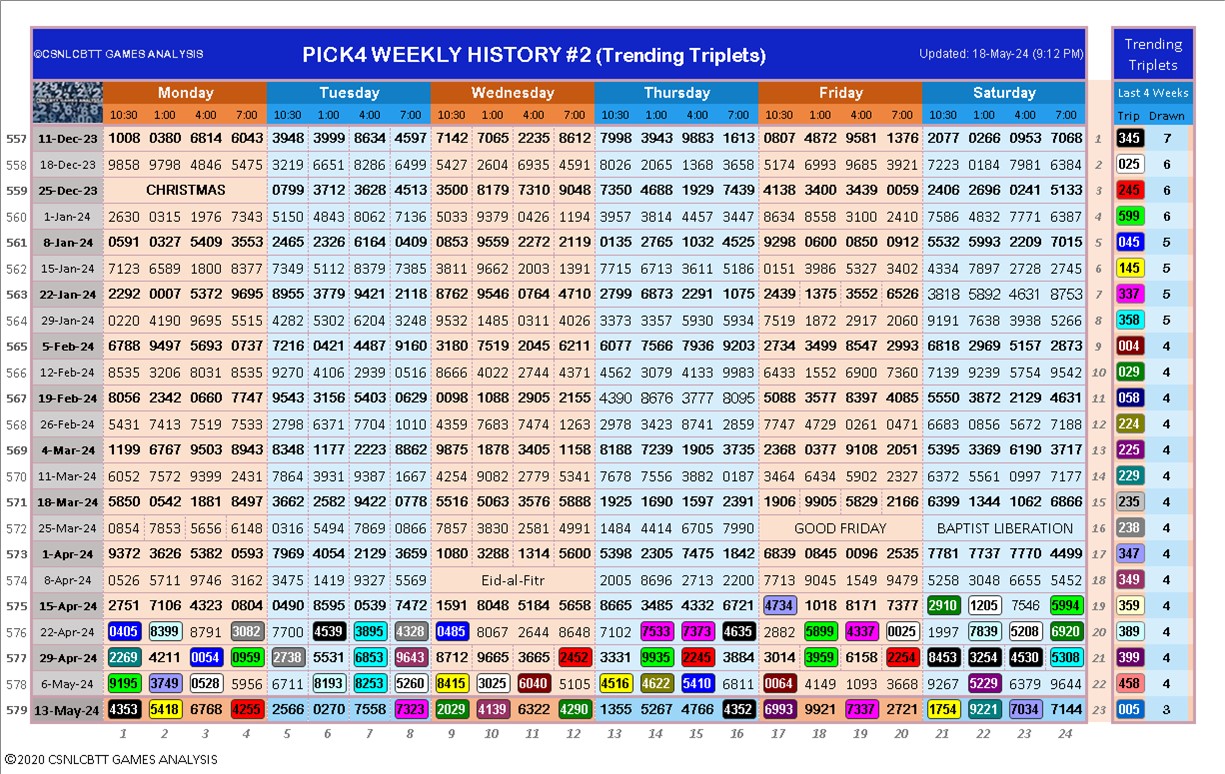 ©CSNLCBTT GAMES ANALYSIS PICK4 WEEKLY HISTORY #2 (Trending Triplets) Updated: 18-May-24 (9:12 PM) Trending Triplets
Monday Tuesday Wednesday Thursday Friday Saturday Last 4 Weeks
10:30 1:00 4:00 7:00 10:30 1:00 4:00 7:00 10:30 1:00 4:00 7:00 10:30 1:00 4:00 7:00 10:30 1:00 4:00 7:00 10:30 1:00 4:00 7:00 Trip Drawn
557 11-Dec-23 1008 0380 6814 6043 3948 3999 8634 4597 7142 7065 2235 8612 7998 3943 9883 1613 0807 4872 9581 1376 2077 0266 0953 7068 1 345 7
558 18-Dec-23 9858 9798 4846 5475 3219 6651 8286 6499 5427 2604 6935 4591 8026 2065 1368 3658 5174 6993 9685 3921 7223 0184 7981 6384 2 025 6
559 25-Dec-23 CHRISTMAS 0799 3712 3628 4513 3500 8179 7310 9048 7350 4688 1929 7439 4138 3400 3439 0059 2406 2696 0241 5133 3 245 6
560 1-Jan-24 2630 0315 1976 7343 5150 4843 8062 7136 5033 9379 0426 1194 3957 3814 4457 3447 8634 8558 3100 2410 7586 4832 7771 6387 4 599 6
561 8-Jan-24 0591 0327 5409 3553 2465 2326 6164 0409 0853 9559 2272 2119 0135 2765 1032 4525 9298 0600 0850 0912 5532 5993 2209 7015 5 045 5
562 15-Jan-24 7123 6589 1800 8377 7349 5112 8379 7385 3811 9662 2003 1391 7715 6713 3611 5186 0151 3986 5327 3402 4334 7897 2728 2745 6 145 5
563 22-Jan-24 2292 0007 5372 9695 8955 3779 9421 2118 8762 9546 0764 4710 2799 6873 2291 1075 2439 1375 3552 6526 3818 5892 4631 8753 7 337 5
564 29-Jan-24 0220 4190 9695 5515 4282 5302 6204 3248 9532 1485 0311 4026 3373 3357 5930 5934 7519 1872 2917 2060 9191 7638 3938 5266 8 358 5
565 5-Feb-24 6788 9497 5693 0737 7216 0421 4487 9160 3180 7519 2045 6211 6077 7566 7936 9203 2734 3499 8547 2993 6818 2969 5157 2873 9 004 4
566 12-Feb-24 8535 3206 8031 8535 9270 4106 2939 0516 8666 4022 2744 4371 4562 3079 4133 9983 6433 1552 6900 7360 7139 9239 5754 9542 10 029 4
567 19-Feb-24 8056 2342 0660 7747 9543 3156 5403 0629 0098 1088 2905 2155 4390 8676 3777 8095 5088 3577 8397 4085 5550 3872 2129 4631 11 058 4
568 26-Feb-24 5431 7413 7519 7533 2798 6371 7704 1010 9359 7683 7474 1263 2978 3423 8741 2859 7747 4729 0261 0471 6683 0856 5672 7188 12 224 4
569 4-Mar-24 1199 6767 9503 8943 8348 1177 2223 8862 9875 1878 3405 1158 8188 7239 1905 3735 2368 0377 9108 2051 5395 3369 6190 3717 13 225 4
570 11-Mar-24 6052 7572 9399 2431 7864 3931 9387 1667 4254 9082 2779 5341 7678 7556 3892 0187 3464 6434 5902 2327 6372 5561 0997 7177 14 229 4
571 18-Mar-24 5850 0542 1881 8497 3662 2582 9422 0778 5516 5063 3576 5888 1925 1690 1597 2391 1906 9905 5829 2166 6399 1344 1062 6866 15 235 4
572 25-Mar-24 0854 7853 5656 6148 0316 5494 7869 0866 7857 3830 2581 4991 1484 4414 6705 7990 GOOD FRIDAY BAPTIST LIBERATION 16 238 4
573 1-Apr-24 9372 3626 5382 0593 7969 4054 2129 3659 1080 3288 1314 5600 5398 2305 7475 1842 6839 0845 0096 2535 7781 7737 7770 4499 17 347 4
574 8-Apr-24 0526 5711 9746 3162 3475 1419 9327 5569 Eid-al-Fitr 2005 8696 2713 2200 7713 9045 1549 9479 5258 3048 6655 5452 18 349 4
575 15-Apr-24 2751 7106 4323 0804 0490 8595 0539 7472 1591 8048 5184 5658 8665 3485 4332 6721 4734 1018 8171 7377 2910 1205 7546 5994 19 359 4
576 22-Apr-24 0405 8399 8791 3082 7700 4539 3895 4328 0485 8067 2644 8648 7102 7533 7373 4635 2882 5899 4337 0025 1997 7839 5208 6920 20 389 4
577 29-Apr-24 2269 4211 0054 0959 2738 5531 6853 9643 8712 9665 3665 2452 3331 9935 2245 3884 3014 3959 6158 2254 8453 3254 4530 5308 21 399 4
578 6-May-24 9195 3749 0528 5956 6711 8193 8253 5260 8415 3025 6040 5105 4516 4622 5410 6811 0064 4149 1093 3668 9267 5229 6379 9644 22 458 4
579 13-May-24 4353 5418 6768 4255 2566 0270 7558 7323 2029 4139 6322 4290 1355 5267 4766 4352 6993 9921 7337 2721 1754 9221 7034 7144 23 005 3
1 2 3 4 5 6 7 8 9 10 11 12 13 14 15 16 17 18 19 20 21 22 23 24
©2020 CSNLCBTT GAMES ANALYSIS